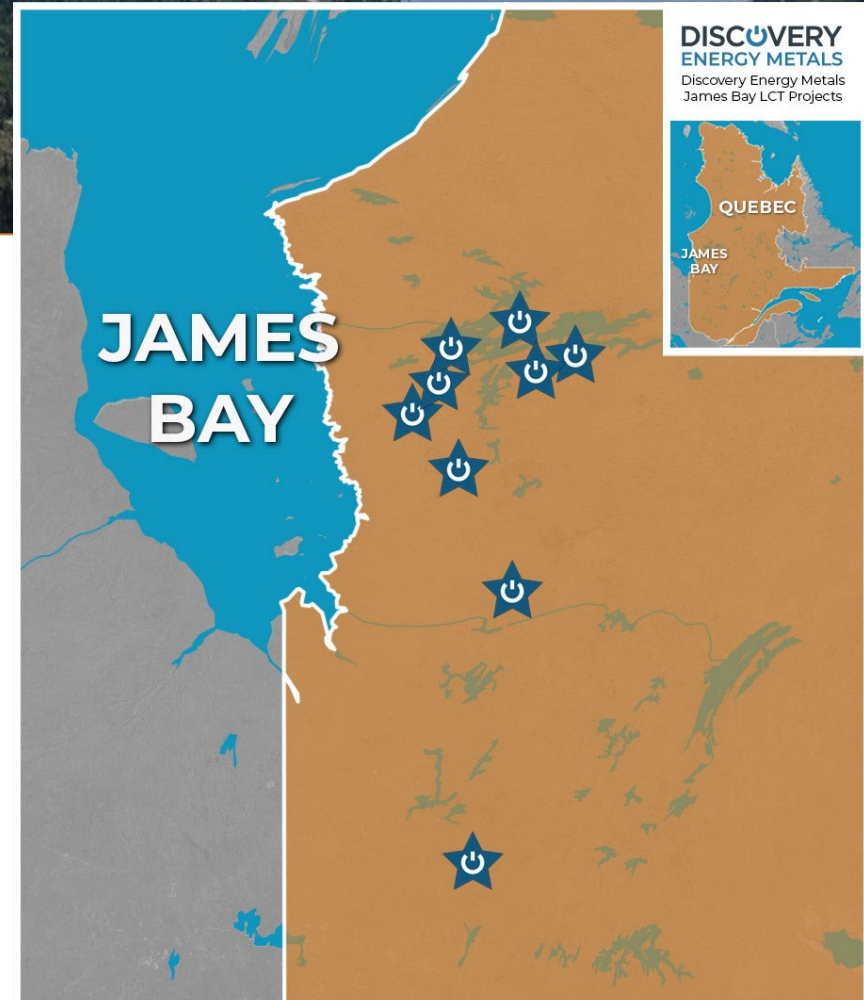 DISCOVERY
ENERGY METALS
Discovery Energy Metals
James Bay LCT Projects
QUEBEC
JAMES
BAY
JAMES
BAY